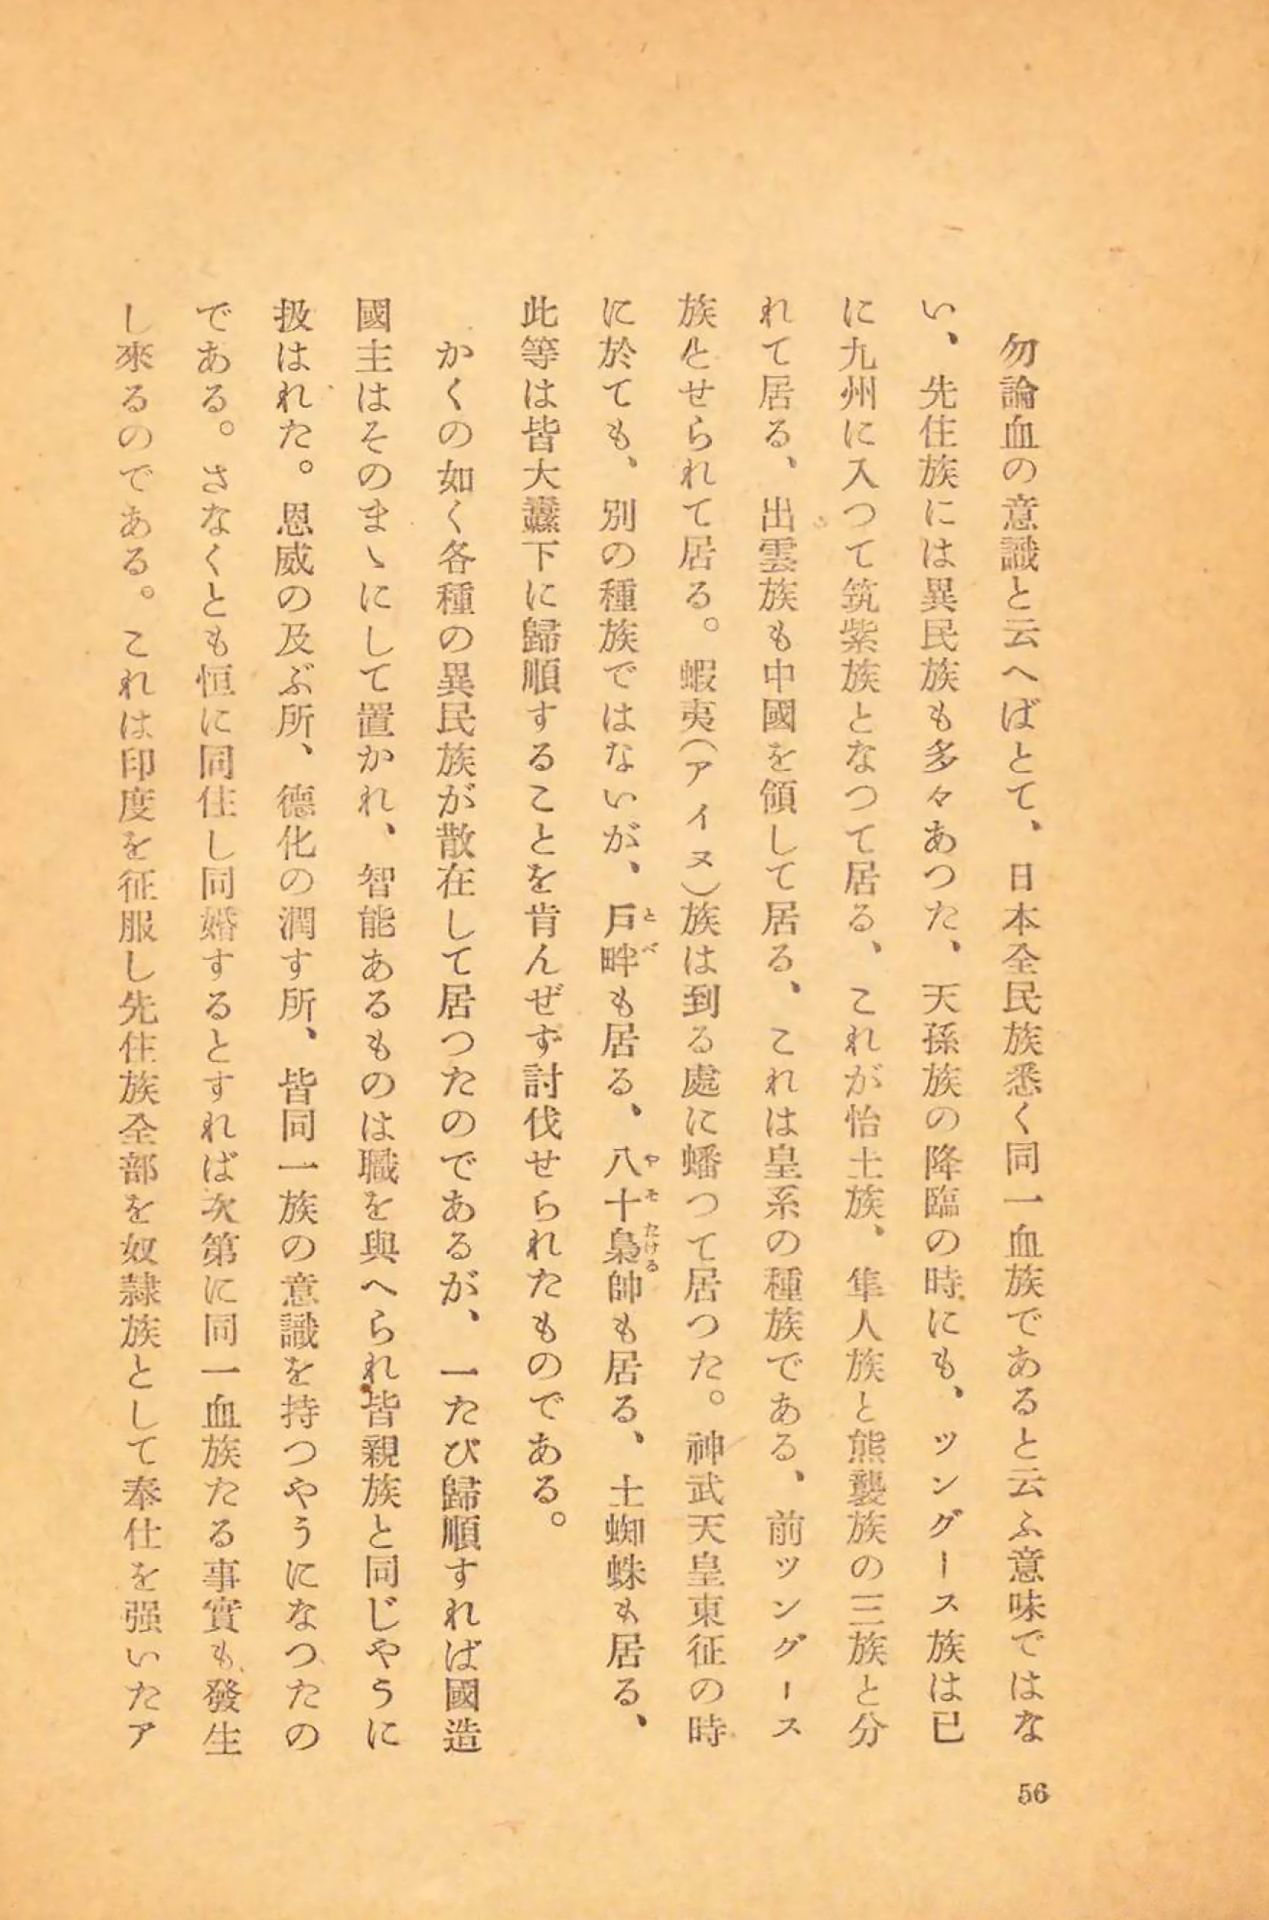 勿論血の意識と云へばとて、日本全民族悉く同一血族であると云ふ意味ではな
い、先住族には異民族も多々あつた、天孫族の降臨の時にも、ツングース族は已
に九州に入つて筑紫族となつて居る、これが怡土族、隼人族と熊襲族の三族と分
れて居る、出雲族も中國を領して居る、これは皇系の種族である、前ツングース
族とせられて居る。蝦夷(アイヌ)族は到る處に蟠つて居つた。神武天皇東征の時
に於ても、別の種族ではないが、戸畔も居る、八十梟帥も居る、土蜘蛛も居る、
とべ
やそたける
此等は皆大纛下に歸順することを肯んぜず討伐せられたものである。
かくの如く各種の異民族が散在して居つたのであるが、一たび歸順すれば國造
國主はそのまゝにして置かれ、智能あるものは職を與へられ皆親族と同じやうに
扱はれた。恩威の及ぶ所、德化の潤す所、皆同一族の意識を持つやうになつたの
である。さなくとも恒に同住し同婚するとすれば次第に同一血族たる事實も發生
し來るのである。これは印度を征服し先住族全部を奴隷族として奉仕を强いたア
56